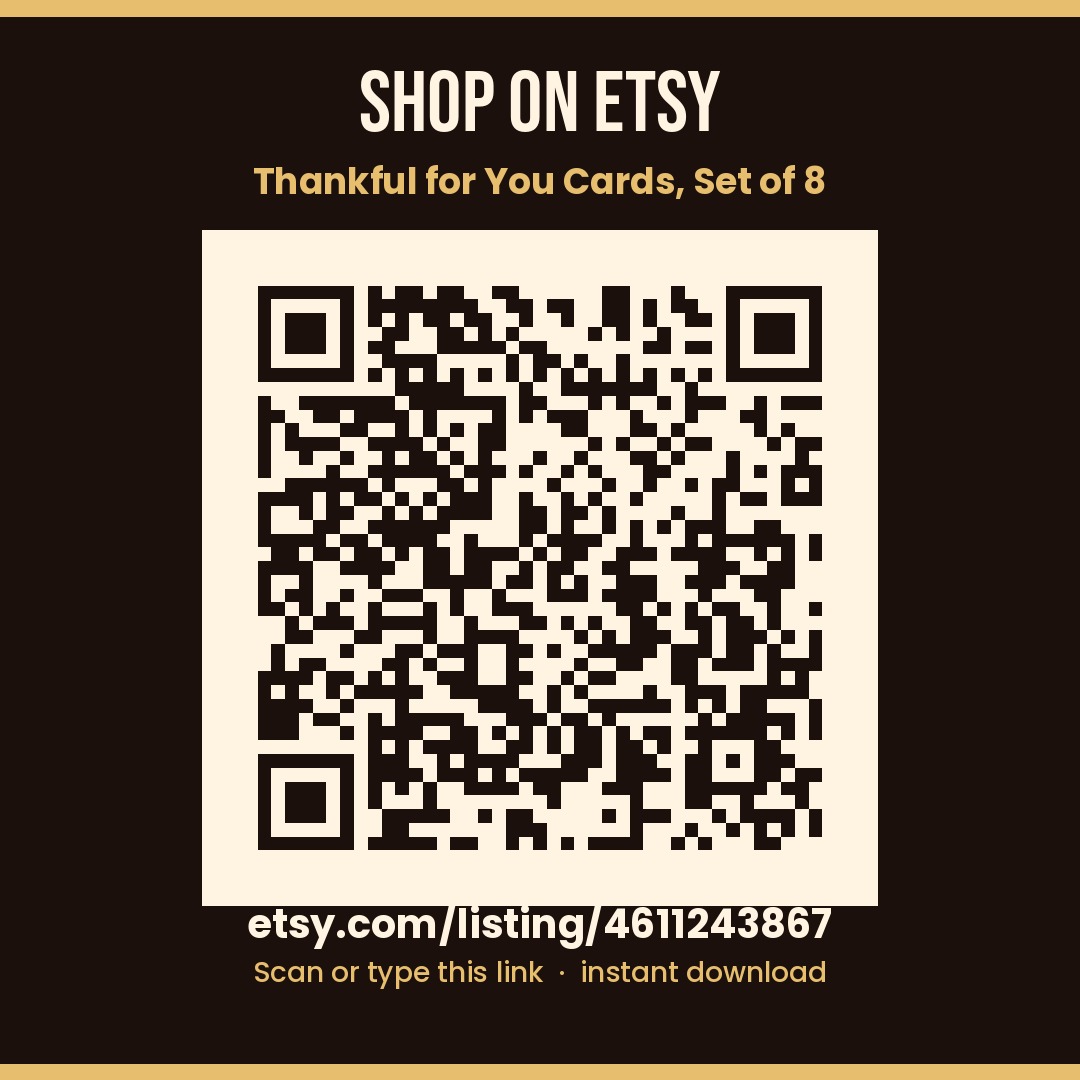 SHOP ON ETSY
Thankful for You Cards, Set of 8
etsy.com/listing/4611243867
Scan or type this link · instant download